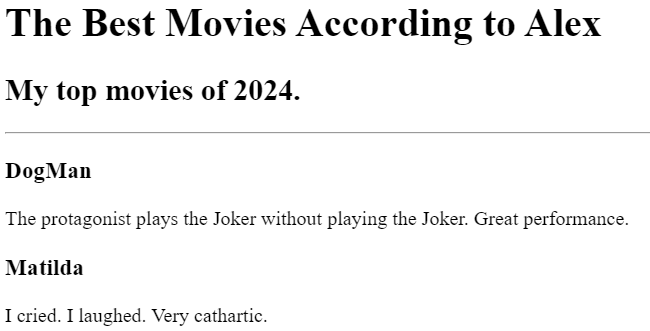 The Best Movies According to Alex
My top movies of 2024.
DogMan
The protagonist plays the Joker without playing the Joker. Great performance.
Matilda
I cried. I laughed. Very cathartic.